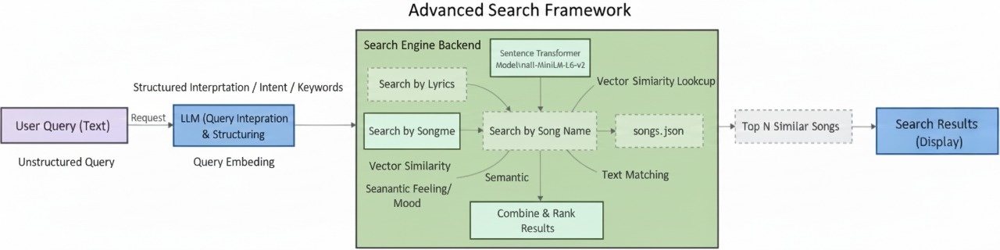 Advanced Search Framework
Search Engine Backend
Sentence Transformer
Model\nall-MiniLM-L6-v2
Search by Lyrics
Vector Simiarity Lookcup
Structured Interprtation / Intent / Keywords
User Query (Text)
Request
LLM (Query Intepration
& Structuring
Search by Songme
Search by Song Name
songs.json
Top N Similar Songs
Search Results
(Display)
Unstructured Query
Query Embeding
Vector Similarity
Seanantic Feeling/
Mood
Semantic
Text Matching
Combine & Rank
Results